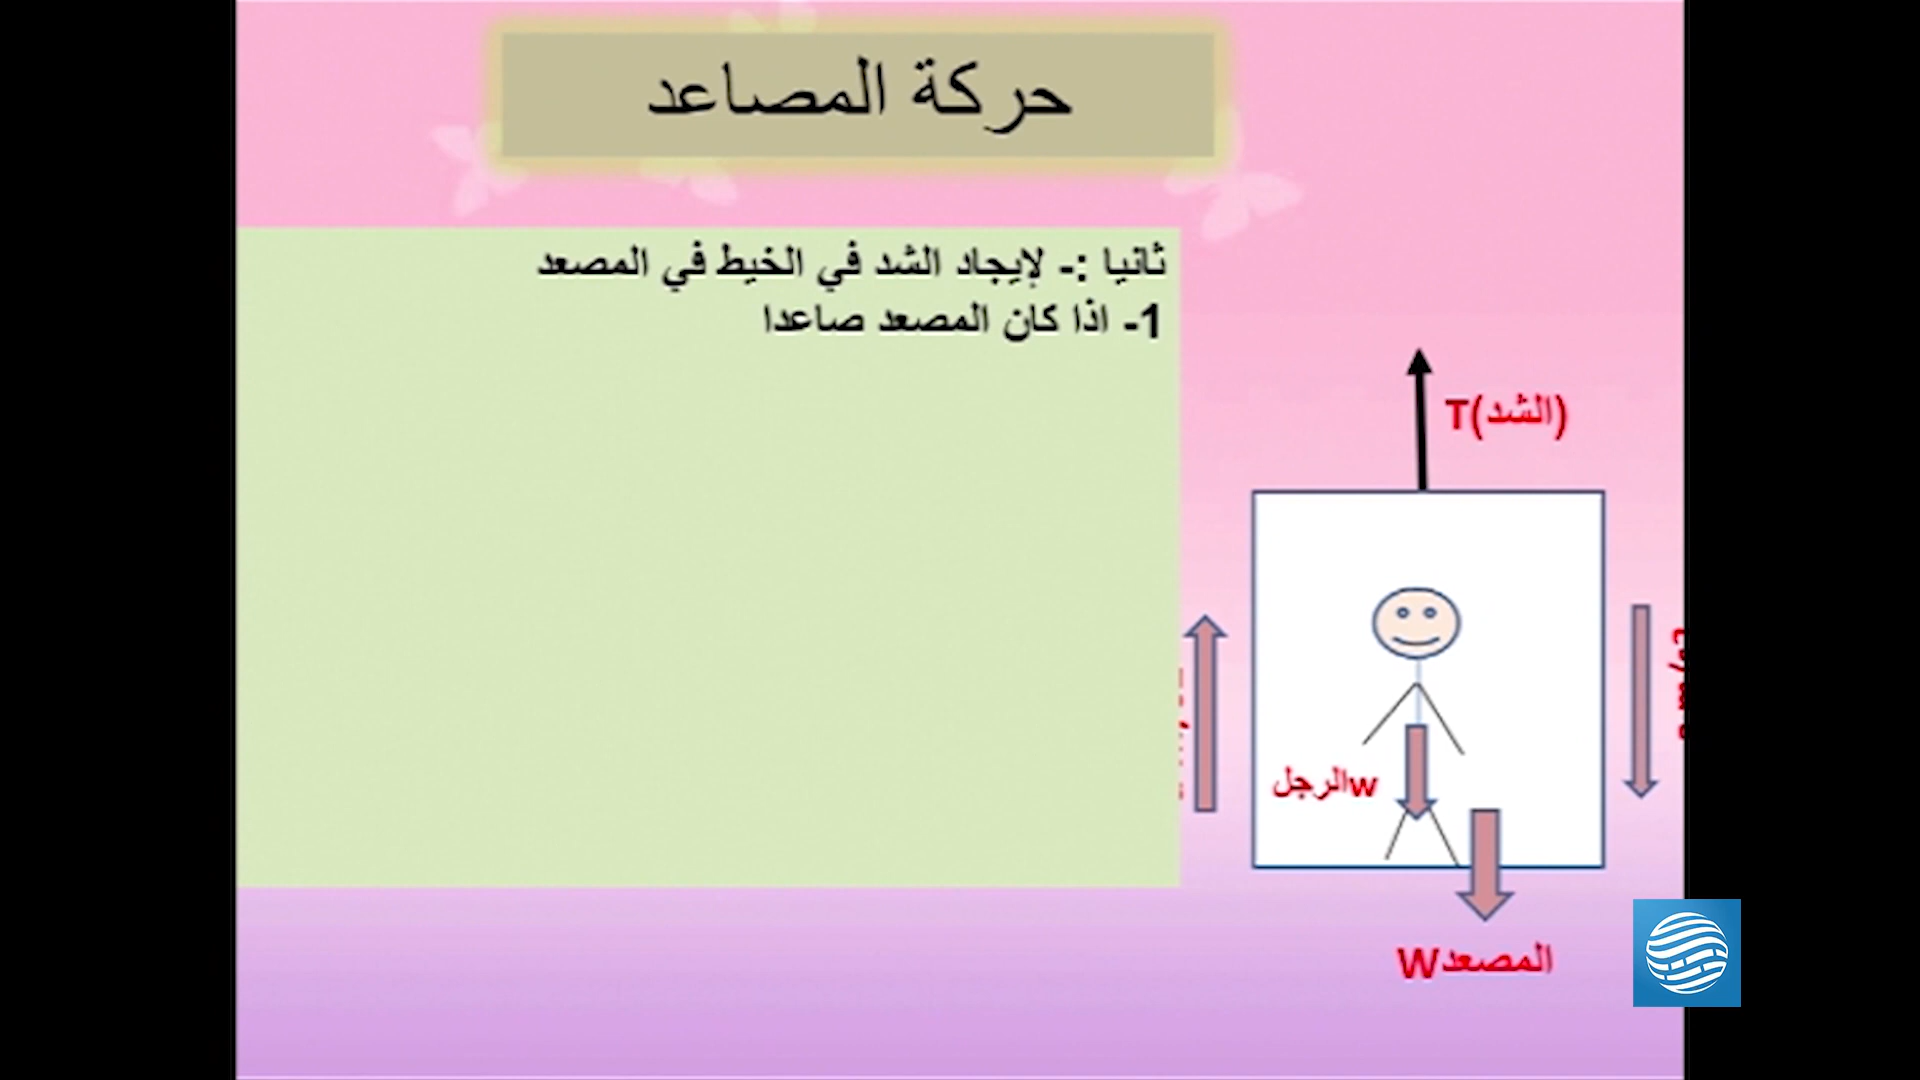 حركة المصاعد
ثانيا :- لإيجاد الشد في الخيط في المصعد
1- اذا كان المصعد صاعدا
T(الشد)
wالرجل
Wالمصعد